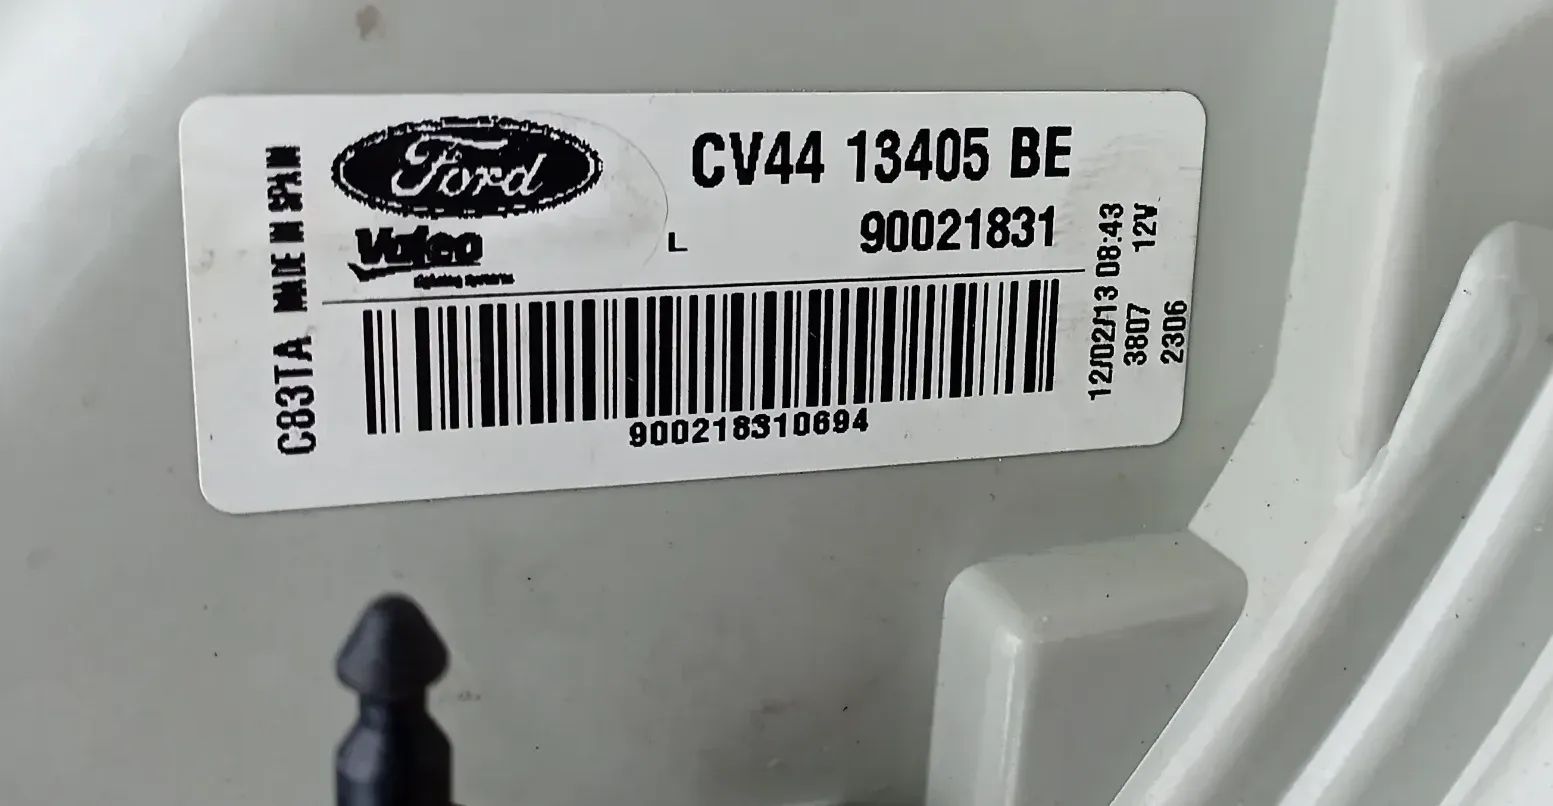 Ford
Valeo
CV44 13405 BE
L
90021831
900218310694
C83TA MADE IN SPAIN
12/02/13 08:43
3807 12V
2306